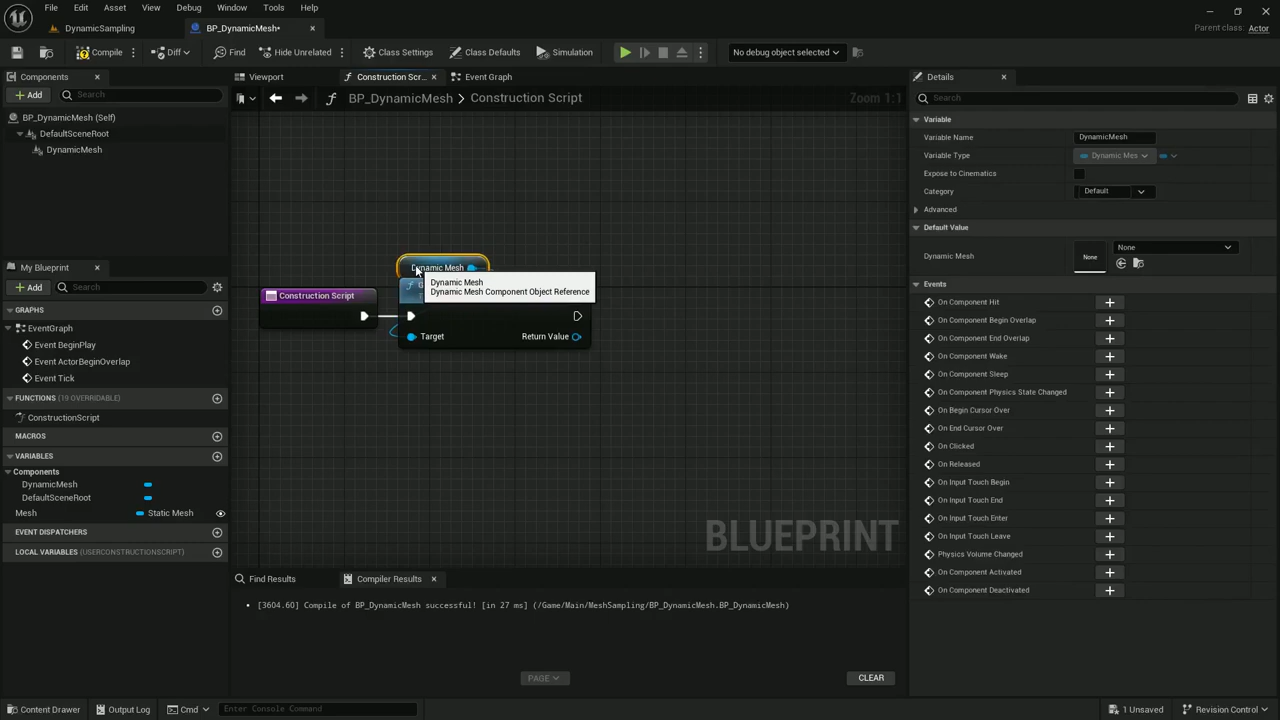 File Edit Asset View Debug Window Tools Help
DynamicSampling
BP_DynamicMesh•
Parent class: Actor
Compile
Diff
Find
Hide Unrelated
Class Settings
Class Defaults
Simulation
No debug object selected
Components
Viewport
Construction Scr...
Event Graph
Details
Add
Search
BP_DynamicMesh > Construction Script
Zoom 1:1
Search
BP_DynamicMesh (Self)
DefaultSceneRoot
DynamicMesh
Variable
Variable Name
DynamicMesh
Variable Type
Dynamic Mes
Expose to Cinematics
Category
Default
Advanced
Default Value
Dynamic Mesh
None
None
Events
On Component Hit
On Component Begin Overlap
On Component End Overlap
On Component Wake
On Component Sleep
On Component Physics State Changed
On Begin Cursor Over
On End Cursor Over
On Clicked
On Released
On Input Touch Begin
On Input Touch End
On Input Touch Enter
On Input Touch Leave
Physics Volume Changed
On Component Activated
On Component Deactivated
My Blueprint
Add
Search
GRAPHS
EventGraph
Event BeginPlay
Event ActorBeginOverlap
Event Tick
FUNCTIONS (19 OVERRIDABLE)
ConstructionScript
MACROS
VARIABLES
Components
DynamicMesh
DefaultSceneRoot
Mesh
Static Mesh
EVENT DISPATCHERS
LOCAL VARIABLES (USERCONSTRUCTIONSCRIPT)
Dynamic Mesh
Dynamic Mesh
Dynamic Mesh Component Object Reference
Construction Script
Target
Return Value
BLUEPRINT
Find Results
Compiler Results
[3604.60] Compile of BP_DynamicMesh successful! [in 27 ms] (/Game/Main/MeshSampling/BP_DynamicMesh.BP_DynamicMesh)
PAGE
CLEAR
Content Drawer
Output Log
Cmd
Enter Console Command
1 Unsaved
Revision Control